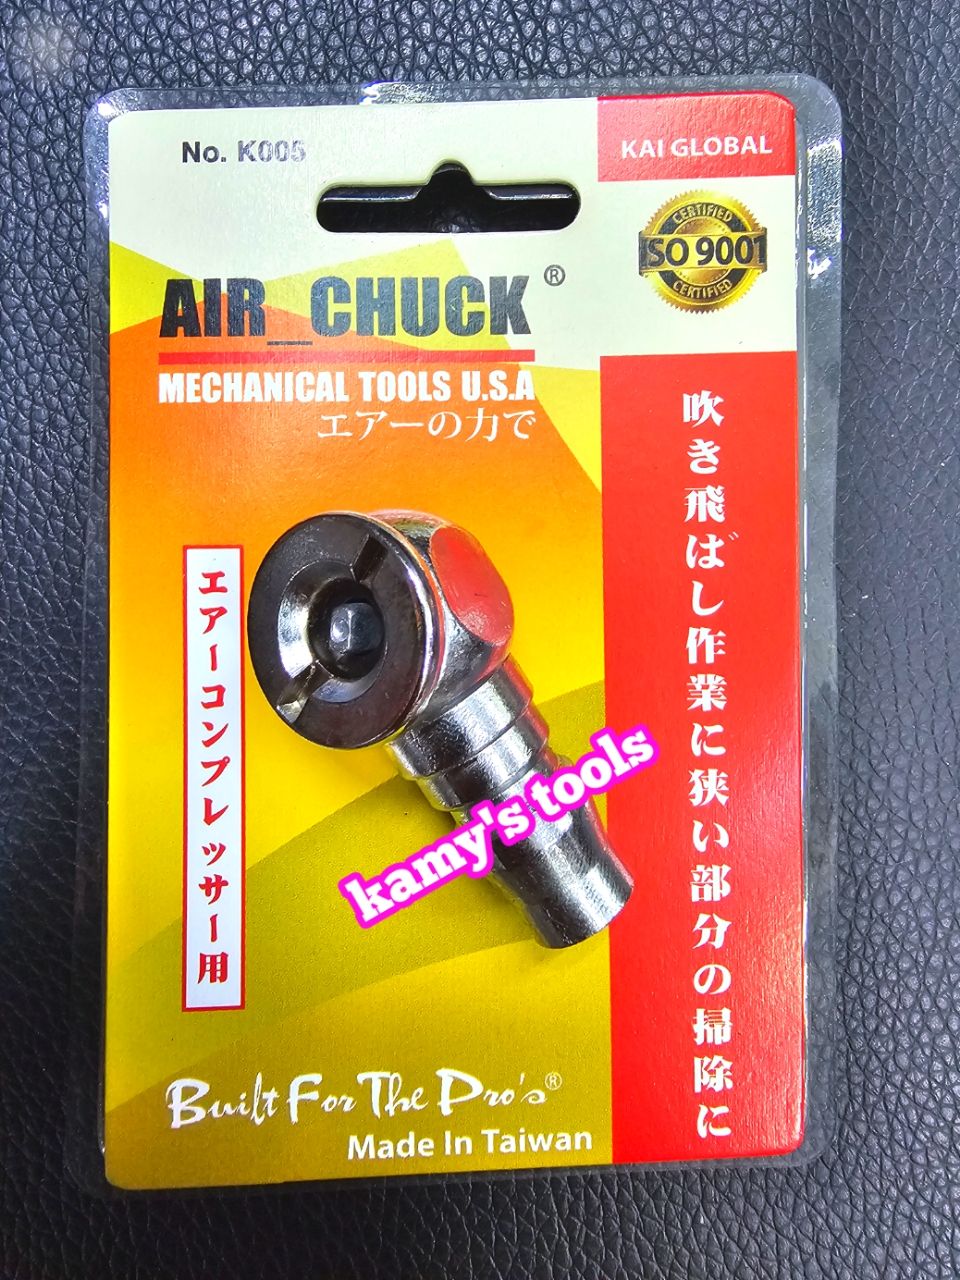 No. K005
KAI GLOBAL
CERTIFIED
ISO 9001
CERTIFIED
AIR_CHUCK®
MECHANICAL TOOLS U.S.A
エアーの力で
吹き飛ばし作業に狭い部分の掃除に
エアーコンプレッサー用
kamy's tools
Built For The Pro's®
Made In Taiwan